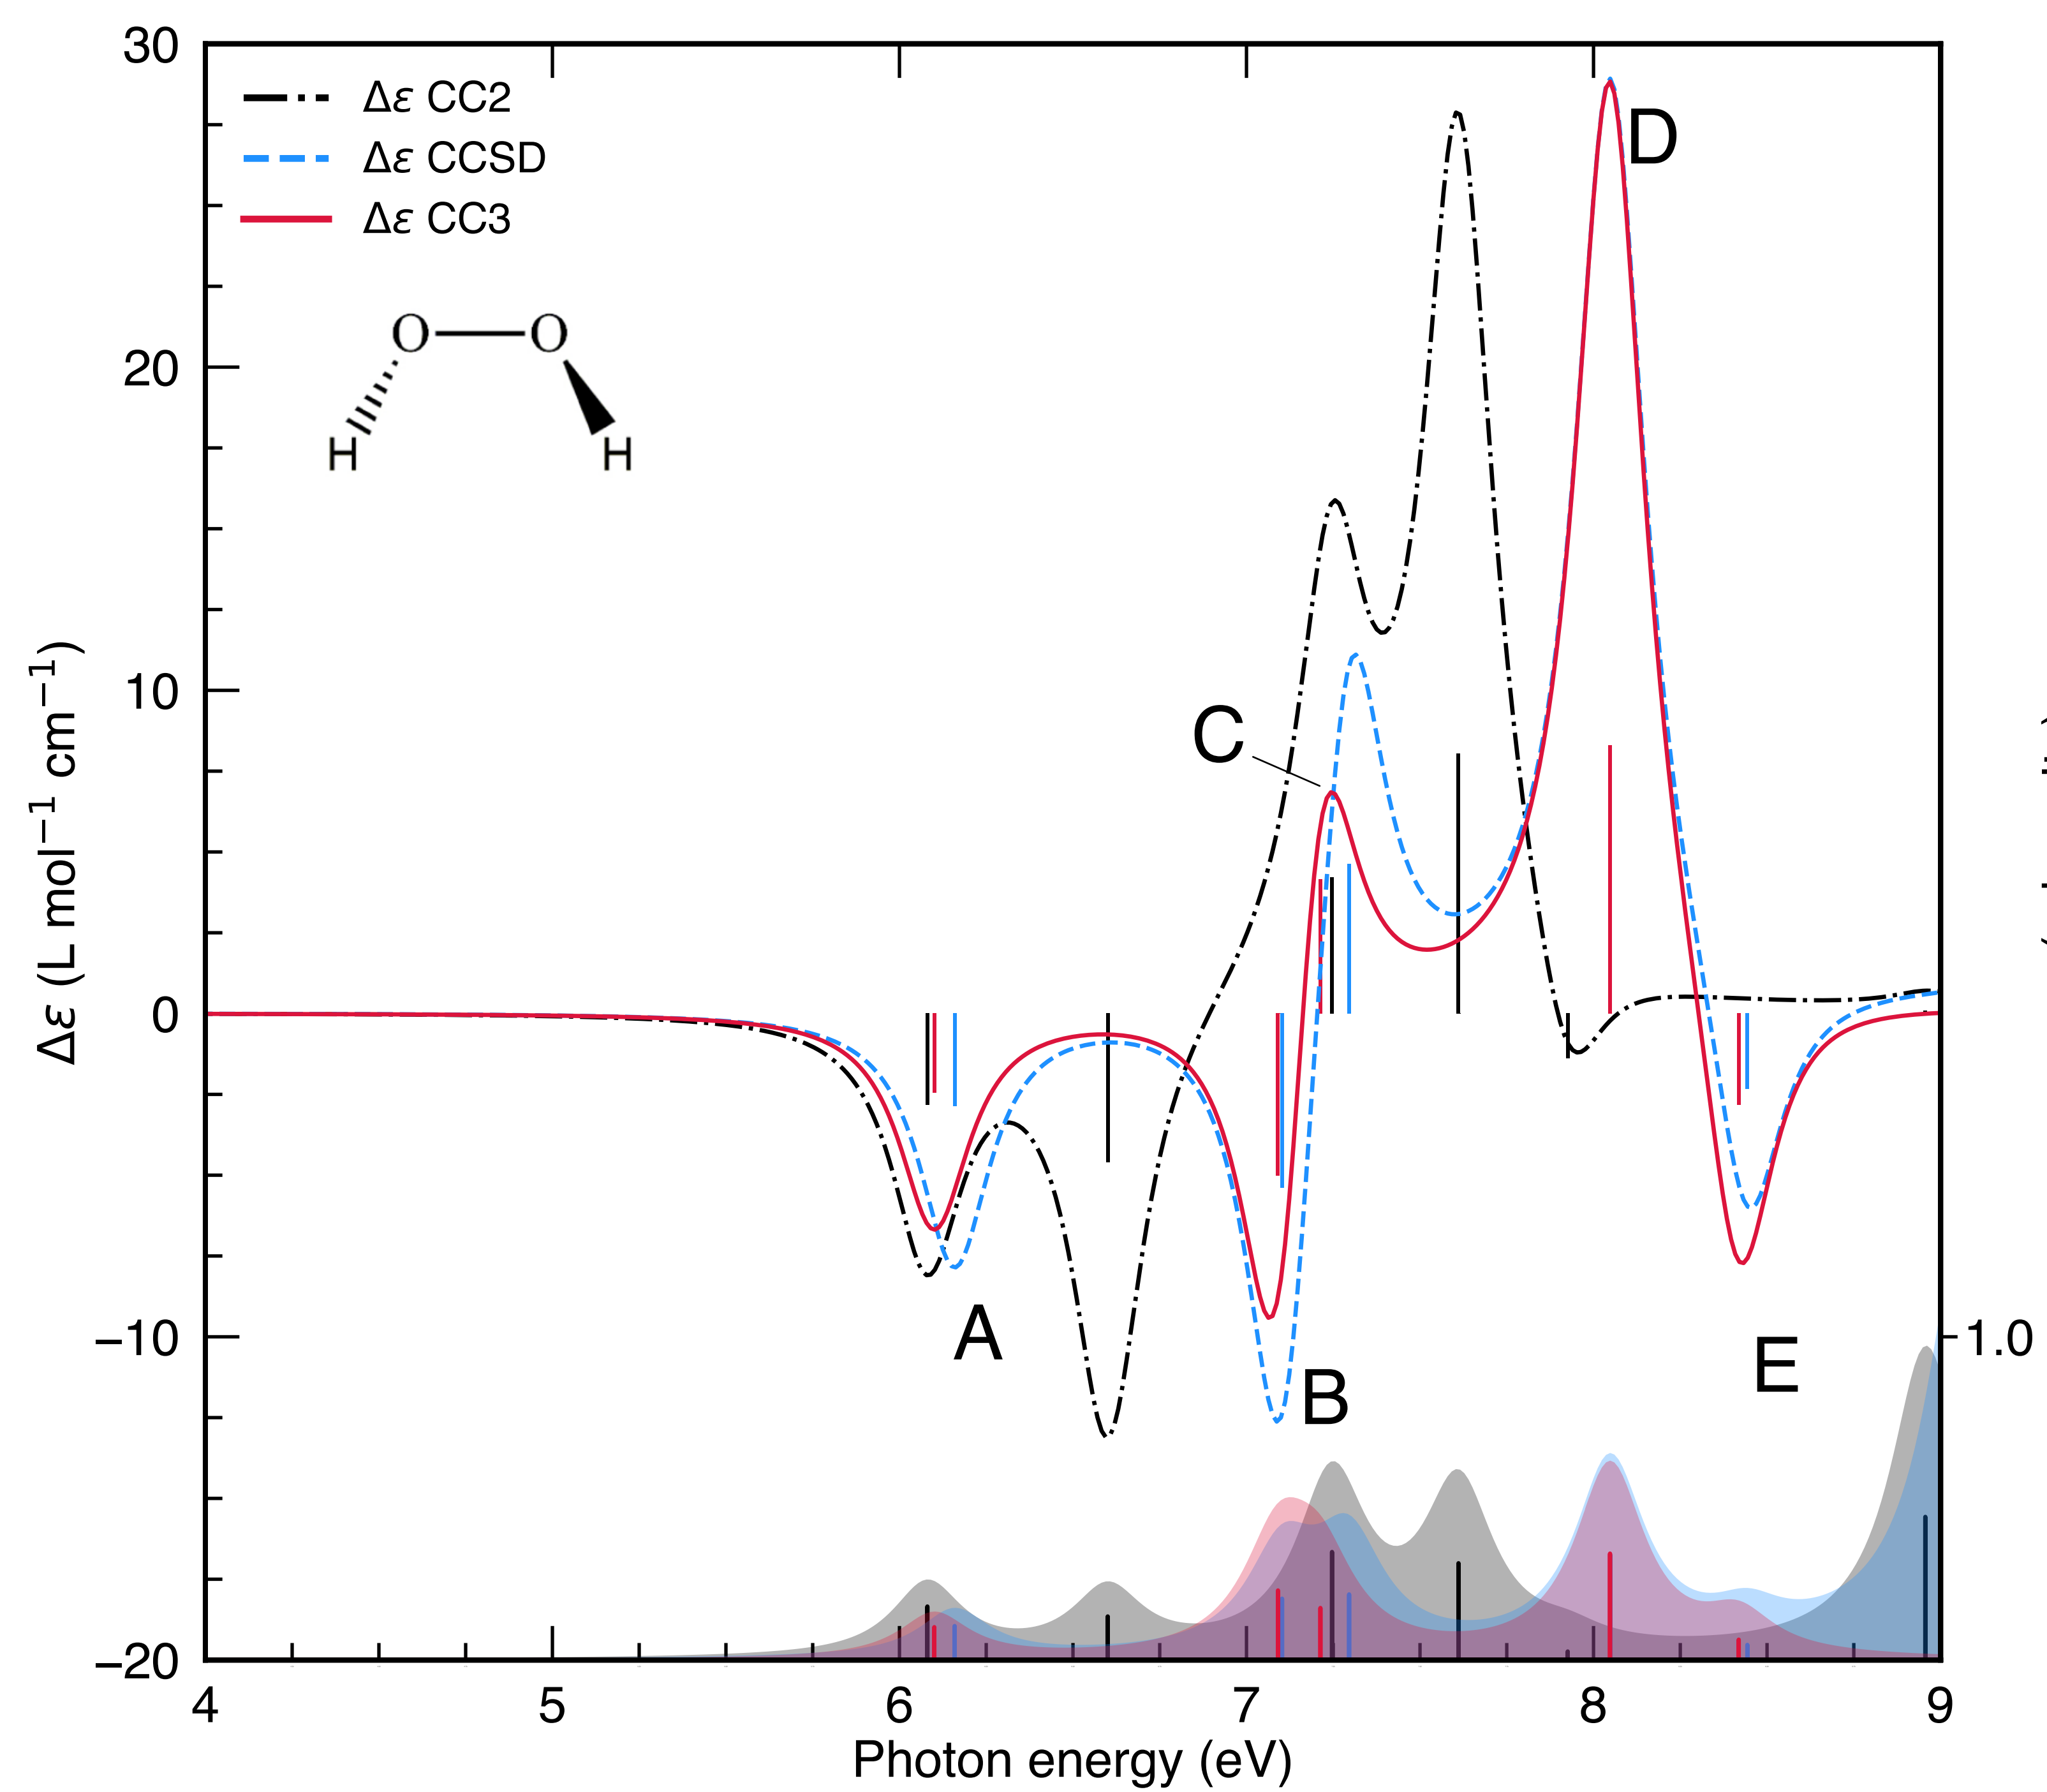 30
Δε CC2
Δε CCSD
Δε CC3
D
O O
H H
20
10
C
0
−10
A
B
E
1.0
−20
4 5 6 7 8 9
Δε (L mol⁻¹ cm⁻¹)
Photon energy (eV)